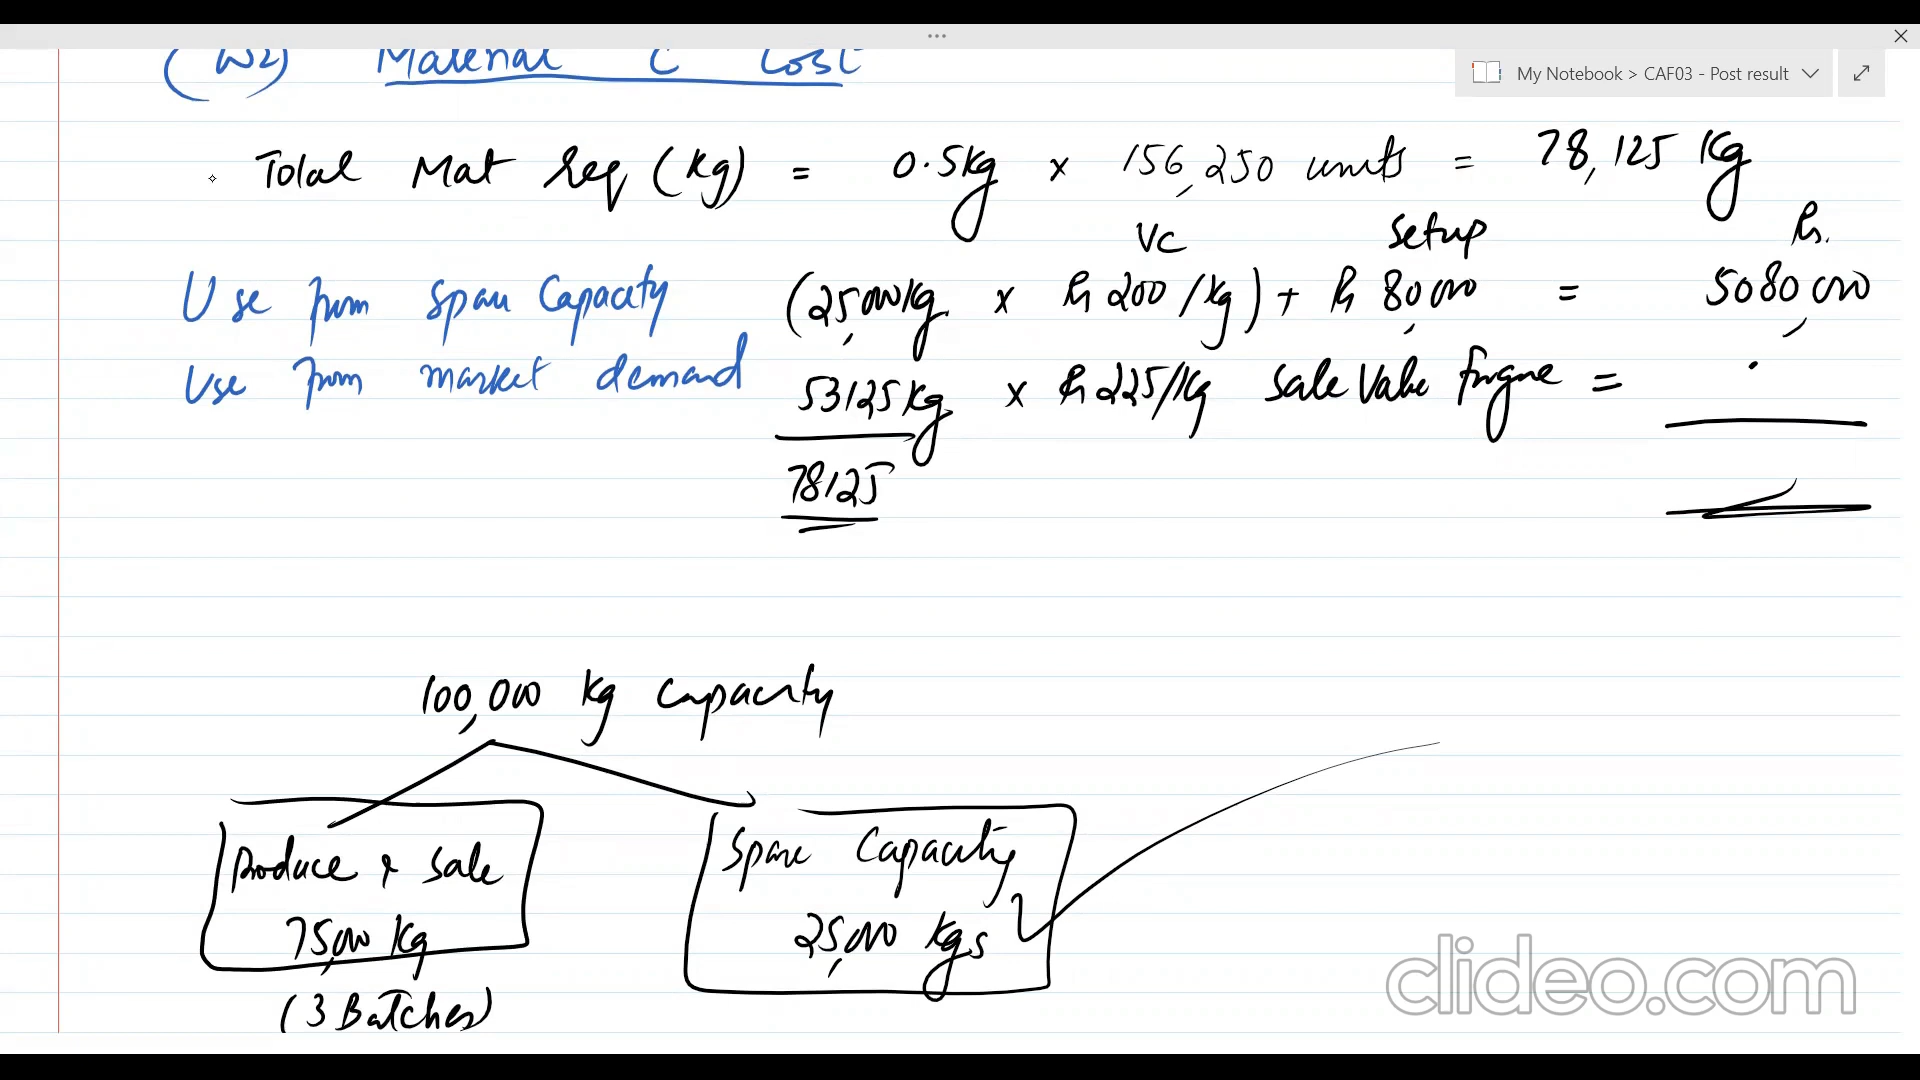 (W2) Material C Cost
My Notebook > CAF03 - Post result
Total Mat Req (kg) = 0.5kg x 156,250 units = 78,125 Kg
VC Setup Rs.
Use from Spare Capacity (25,000kg x Rs 200/kg) + Rs 80,000 = 5080,000
Use from market demand 53125 kg x Rs 225/kg Sale Value forgone =
78125
100,000 kg Capacity
Produce & Sale
75,000 Kg
(3 Batches)
Spare Capacity
25,000 kgs
clideo.com